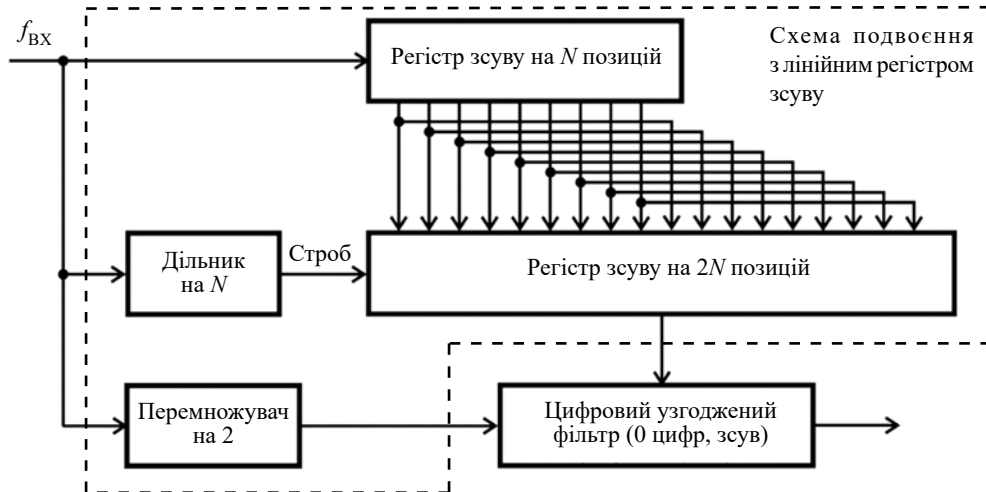 f_ВХ
Регістр зсуву на N позицій
Схема подвоєння
з лінійним регістром
зсуву
Дільник
на N
Строб
Регістр зсуву на 2N позицій
Перемножувач
на 2
Цифровий узгоджений
фільтр (0 цифр, зсув)